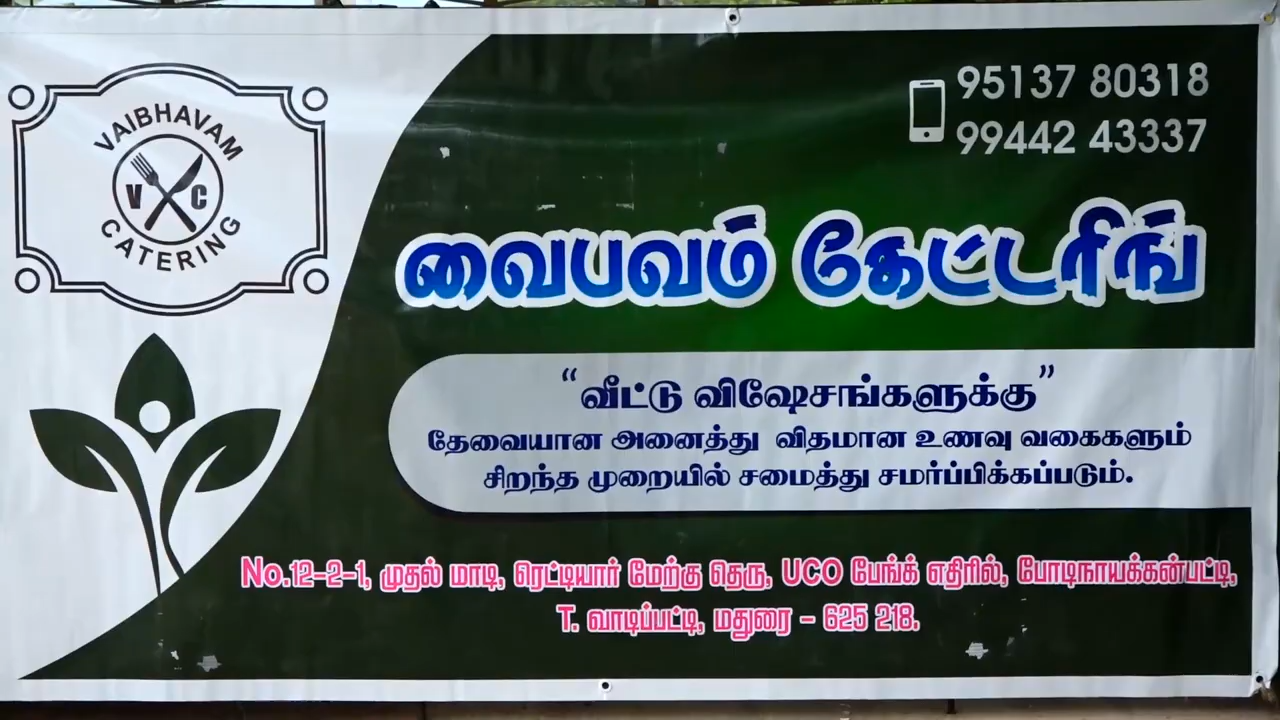 VAIBHAVAM
V C
CATERING
95137 80318
99442 43337
வைபவம் கேட்டரிங்
“வீட்டு விஷேசங்களுக்கு”
தேவையான அனைத்து விதமான உணவு வகைகளும்
சிறந்த முறையில் சமைத்து சமர்ப்பிக்கப்படும்.
No.12-2-1, முதல் மாடி, ரெட்டியார் மேற்கு தெரு, UCO பேங்க் எதிரில், போடிநாயக்கன்பட்டி,
T. வாடிப்பட்டி, மதுரை - 625 218.